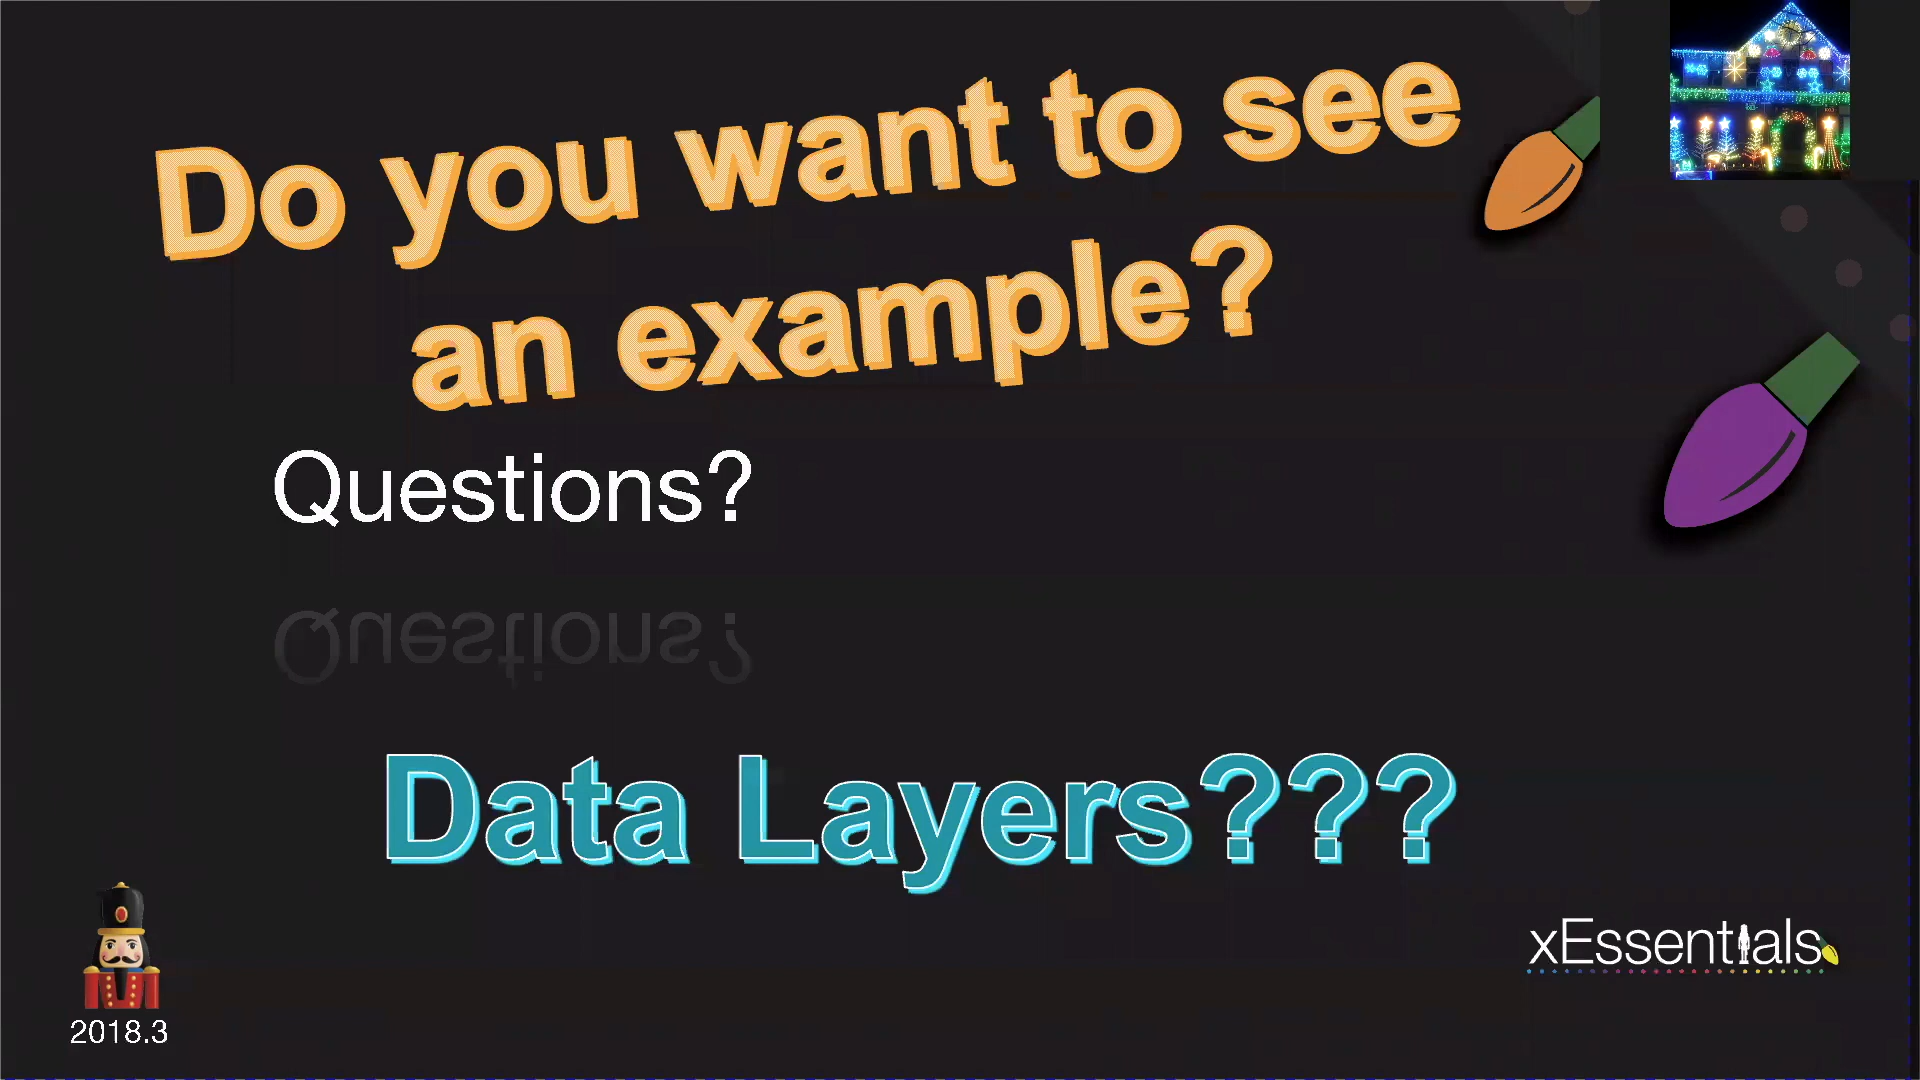 Do you want to see
an example?
Questions?
Data Layers???
xEssentials
2018.3